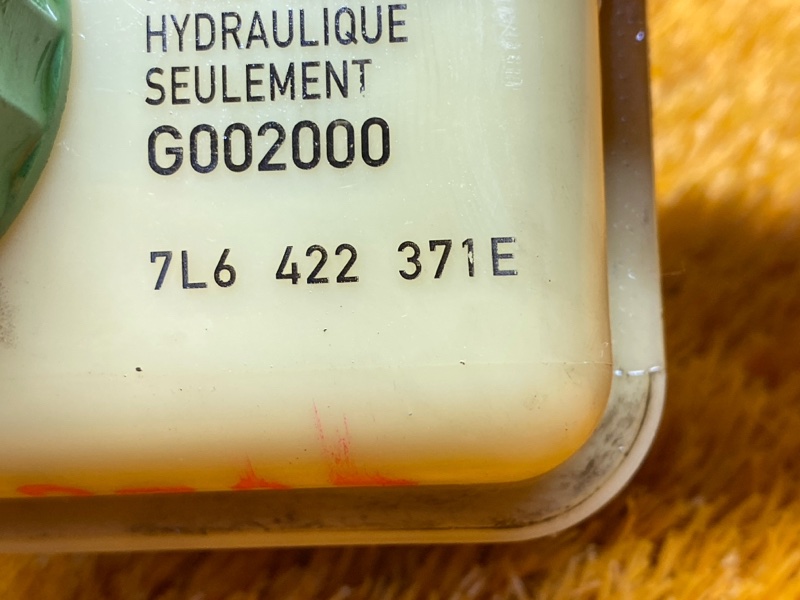 HYDRAULIQUE
SEULEMENT
G002000
7L6 422 371E